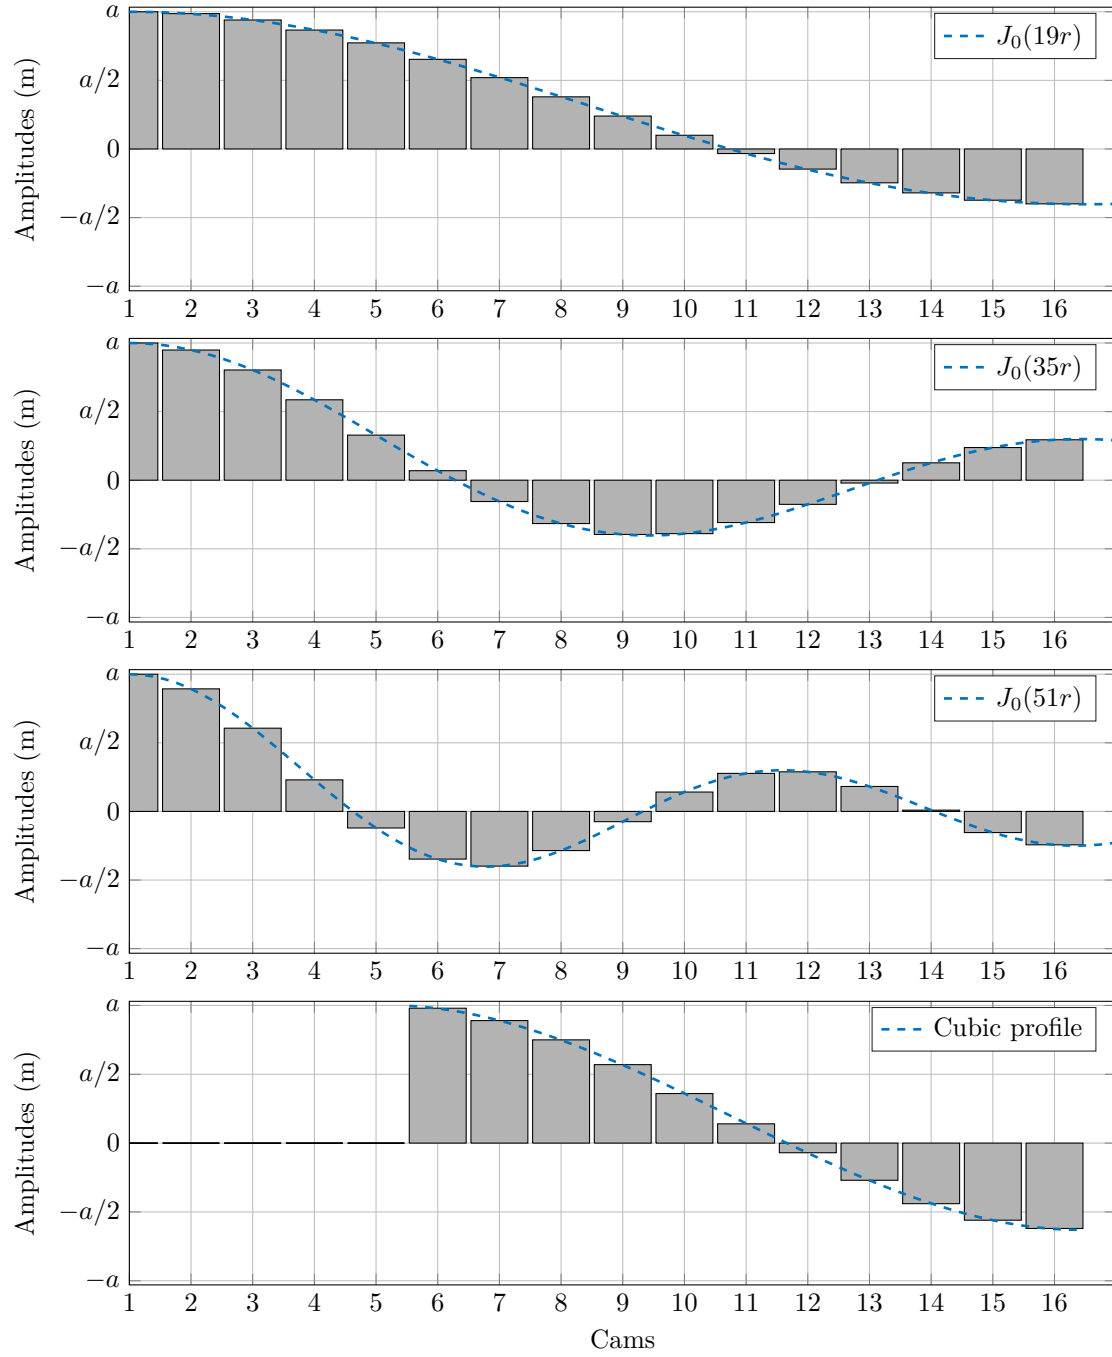 a
a/2
0
−a/2
−a
Amplitudes (m)
J₀(19r)
1 2 3 4 5 6 7 8 9 10 11 12 13 14 15 16
a
a/2
0
−a/2
−a
Amplitudes (m)
J₀(35r)
1 2 3 4 5 6 7 8 9 10 11 12 13 14 15 16
a
a/2
0
−a/2
−a
Amplitudes (m)
J₀(51r)
1 2 3 4 5 6 7 8 9 10 11 12 13 14 15 16
a
a/2
0
−a/2
−a
Amplitudes (m)
Cubic profile
1 2 3 4 5 6 7 8 9 10 11 12 13 14 15 16
Cams